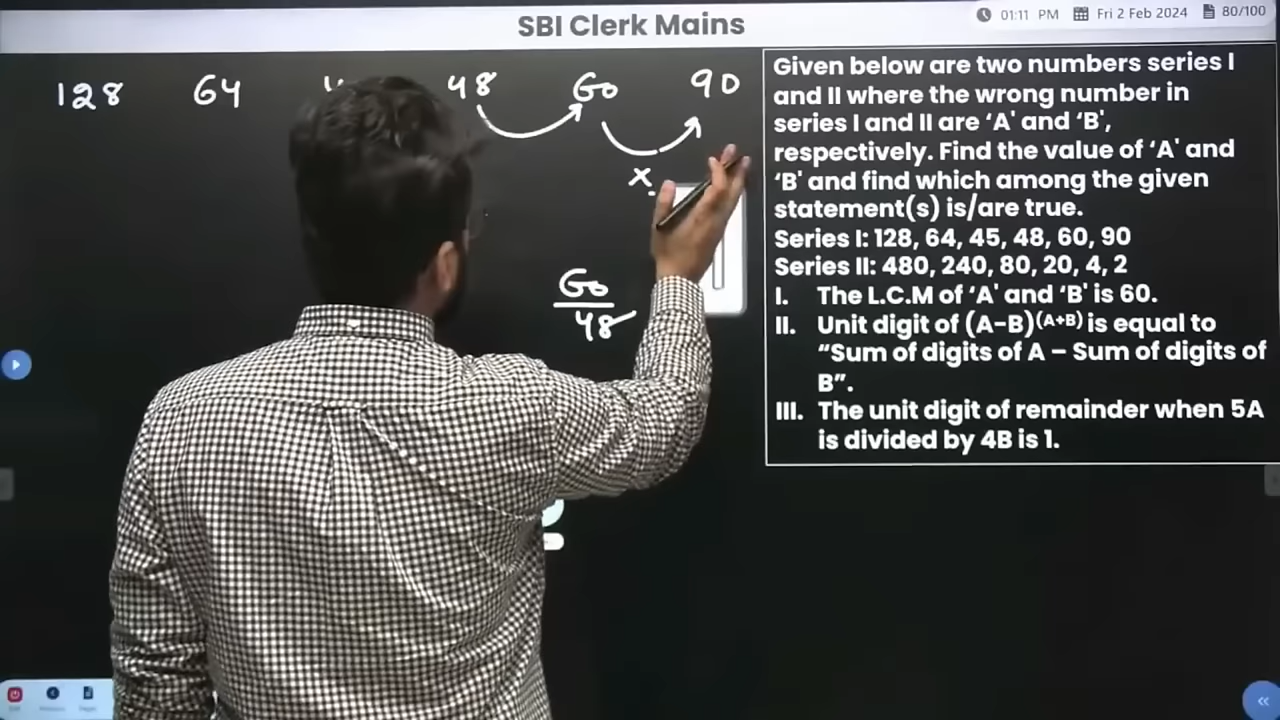 SBI Clerk Mains
01:11 PM Fri 2 Feb 2024 80/100
128 64 48 60 90
x
60
48
Given below are two numbers series I
and II where the wrong number in
series I and II are ‘A' and ‘B',
respectively. Find the value of ‘A' and
‘B' and find which among the given
statement(s) is/are true.
Series I: 128, 64, 45, 48, 60, 90
Series II: 480, 240, 80, 20, 4, 2
I. The L.C.M of ‘A' and ‘B' is 60.
II. Unit digit of (A-B)^(A+B) is equal to
“Sum of digits of A – Sum of digits of
B”.
III. The unit digit of remainder when 5A
is divided by 4B is 1.